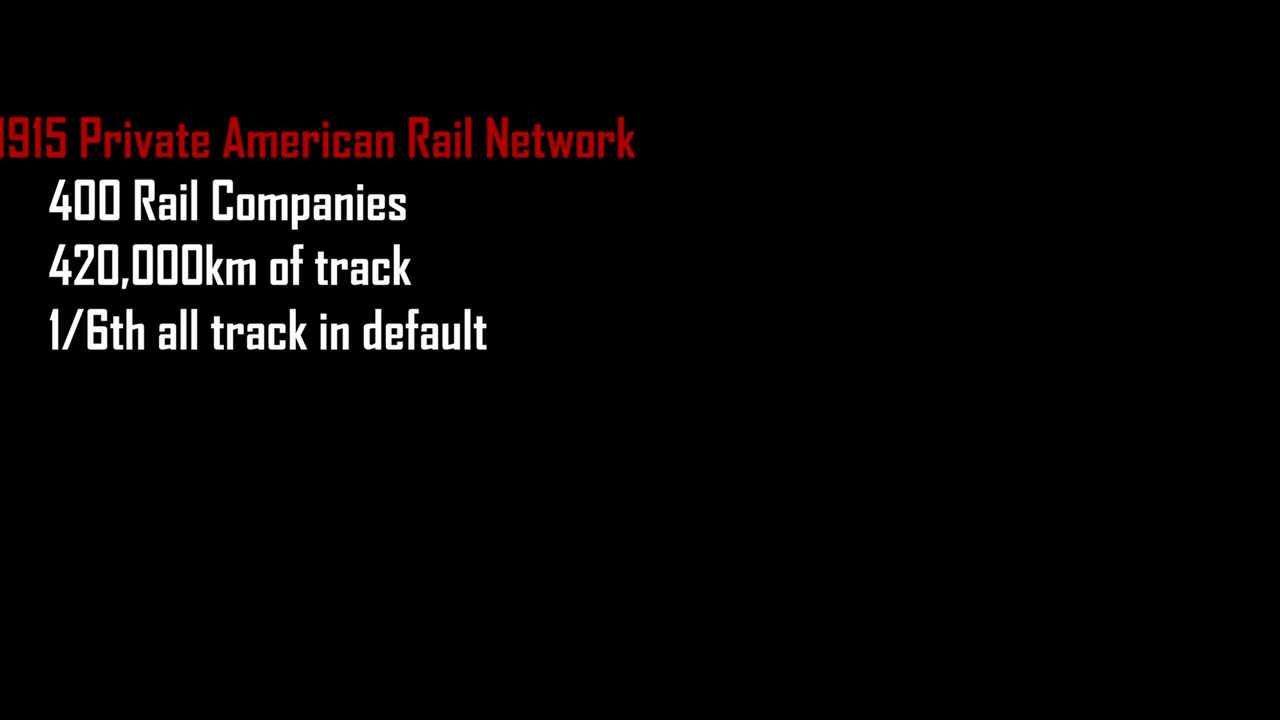 1915 Private American Rail Network
400 Rail Companies
420,000km of track
1/6th all track in default